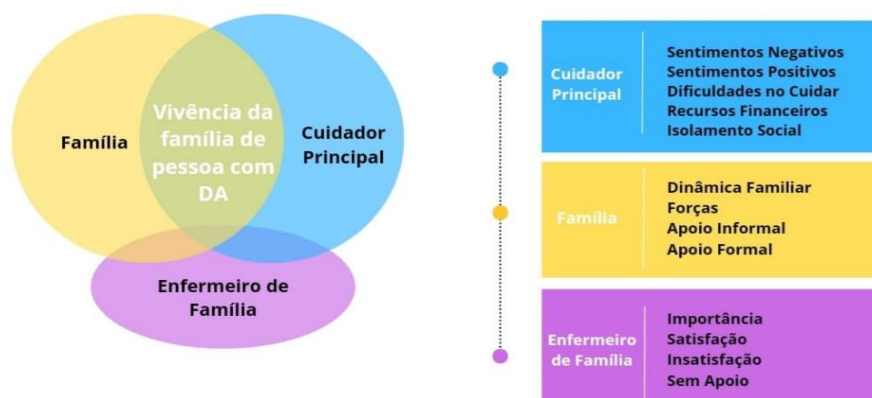 Família
Vivência da
família de
pessoa com
DA
Cuidador
Principal
Enfermeiro de
Família
Cuidador
Principal
Sentimentos Negativos
Sentimentos Positivos
Dificuldades no Cuidar
Recursos Financeiros
Isolamento Social
Família
Dinâmica Familiar
Forças
Apoio Informal
Apoio Formal
Enfermeiro
de Família
Importância
Satisfação
Insatisfação
Sem Apoio